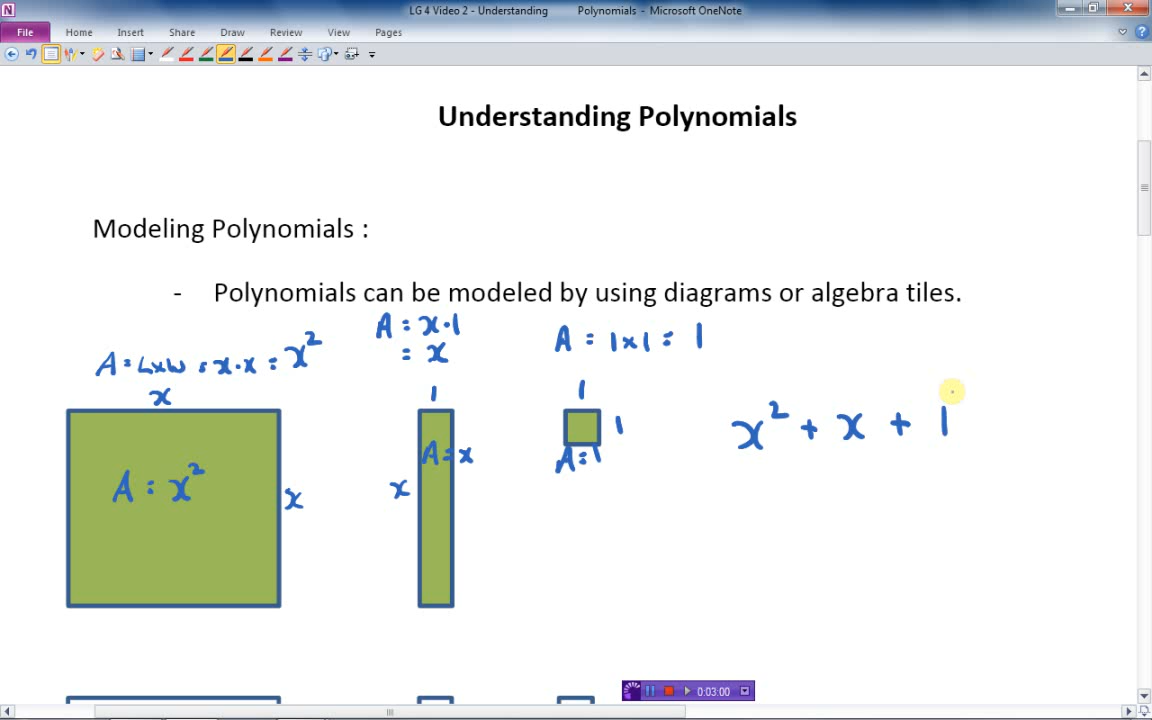 LG 4 Video 2 - Understanding Polynomials - Microsoft OneNote
File Home Insert Share Draw Review View Pages
Understanding Polynomials
Modeling Polynomials :
- Polynomials can be modeled by using diagrams or algebra tiles.
A = L x W = x · x = x²
A = x · 1
= x
A = 1 x 1 = 1
x
1
1
A = x²
x
x
A = x
1
A = 1
x² + x + 1
0:03:00